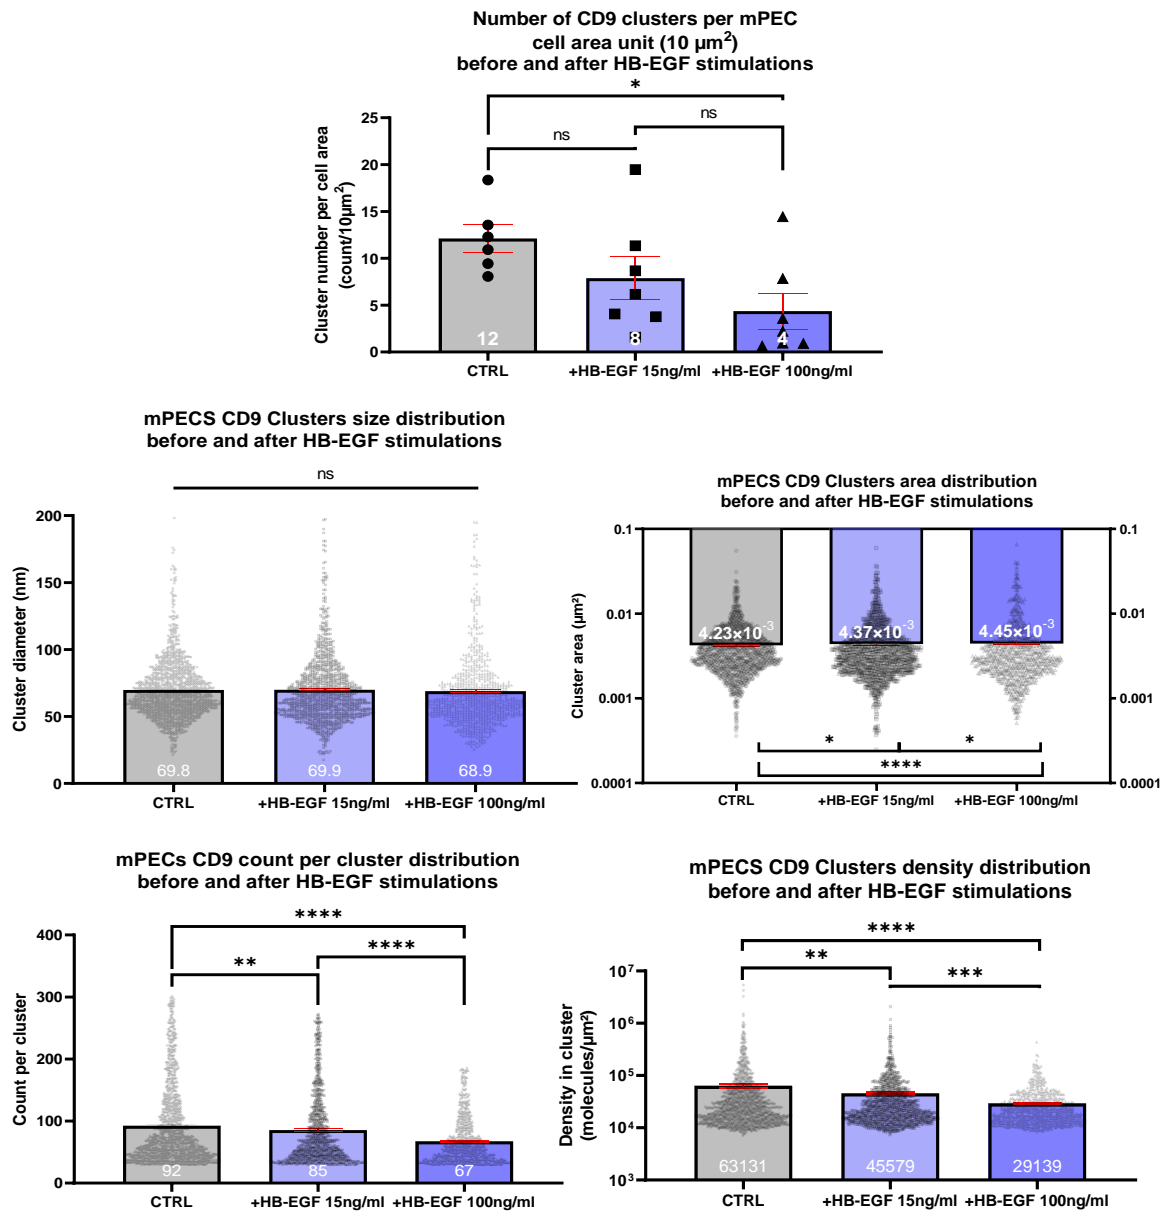 Number of CD9 clusters per mPEC
cell area unit (10 µm²)
before and after HB-EGF stimulations
*
ns
ns
Cluster number per cell area
(count/10µm²)
25
20
15
10
5
0
12
8
4
CTRL
+HB-EGF 15ng/ml
+HB-EGF 100ng/ml
mPECS CD9 Clusters size distribution
before and after HB-EGF stimulations
ns
Cluster diameter (nm)
200
150
100
50
0
69.8
69.9
68.9
CTRL
+HB-EGF 15ng/ml
+HB-EGF 100ng/ml
mPECS CD9 Clusters area distribution
before and after HB-EGF stimulations
Cluster area (µm²)
0.1
0.01
0.001
0.0001
0.1
0.01
0.001
0.0001
4.23×10⁻³
4.37×10⁻³
4.45×10⁻³
*
*
****
CTRL
+HB-EGF 15ng/ml
+HB-EGF 100ng/ml
mPECs CD9 count per cluster distribution
before and after HB-EGF stimulations
****
**
****
Count per cluster
400
300
200
100
0
92
85
67
CTRL
+HB-EGF 15ng/ml
+HB-EGF 100ng/ml
mPECS CD9 Clusters density distribution
before and after HB-EGF stimulations
****
**
***
Density in cluster
(molecules/µm²)
10⁷
10⁶
10⁵
10⁴
10³
63131
45579
29139
CTRL
+HB-EGF 15ng/ml
+HB-EGF 100ng/ml